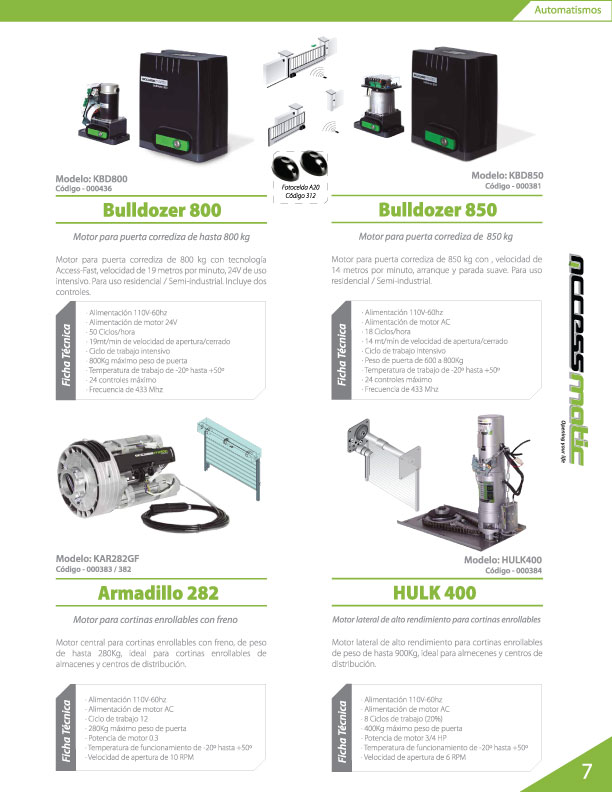 Automatismos
Modelo: KBD800
Código - 000436
Fotocelda A20
Código 312
Modelo: KBD850
Código - 000381
Bulldozer 800
Motor para puerta corrediza de hasta 800 kg
Motor para puerta corrediza de 800 kg con tecnología
Access-Fast, velocidad de 19 metros por minuto, 24V de uso
intensivo. Para uso residencial / Semi-industrial. Incluye dos
controles.
Ficha Técnica
· Alimentación 110V-60hz
· Alimentación de motor 24V
· 50 Ciclos/hora
· 19mt/min de velocidad de apertura/cerrado
· Ciclo de trabajo intensivo
· 800Kg máximo peso de puerta
· Temperatura de trabajo de -20º hasta +50º
· 24 controles máximo
· Frecuencia de 433 Mhz
Bulldozer 850
Motor para puerta corrediza de 850 kg
Motor para puerta corrediza de 850 kg con , velocidad de
14 metros por minuto, arranque y parada suave. Para uso
residencial / Semi-industrial.
Ficha Técnica
· Alimentación 110V-60hz
· Alimentación de motor AC
· 18 Ciclos/hora
· 14 mt/min de velocidad de apertura/cerrado
· Ciclo de trabajo intensivo
· Peso de puerta de 600 a 800Kg
Temperatura de trabajo de -20º hasta +50º
· 24 controles máximo
· Frecuencia de 433 Mhz
accessmatic
Opening your life
Modelo: KAR282GF
Código - 000383 / 382
Armadillo 282
Motor para cortinas enrollables con freno
Motor central para cortinas enrollables con freno, de peso
de hasta 280Kg, ideal para cortinas enrollables de
almacenes y centros de distribución.
Ficha Técnica
· Alimentación 110V-60hz
· Alimentación de motor AC
· Ciclo de trabajo 12
· 280Kg máximo peso de puerta
· Potencia de motor 0.3
· Temperatura de funcionamiento de -20º hasta +50º
· Velocidad de apertura de 10 RPM
Modelo: HULK400
Código - 000384
HULK 400
Motor lateral de alto rendimiento para cortinas enrollables
Motor lateral de alto rendimiento para cortinas enrollables
de peso de hasta 900Kg, ideal para almecenes y centros de
distribución.
Ficha Técnica
· Alimentación 110V-60hz
· Alimentación de motor AC
· 8 Ciclos de trabajo (20%)
· 400Kg máximo peso de puerta
· Potencia de motor 3/4 HP
· Temperatura de funcionamiento de -20º hasta +50º
· Velocidad de apertura de 6 RPM
7